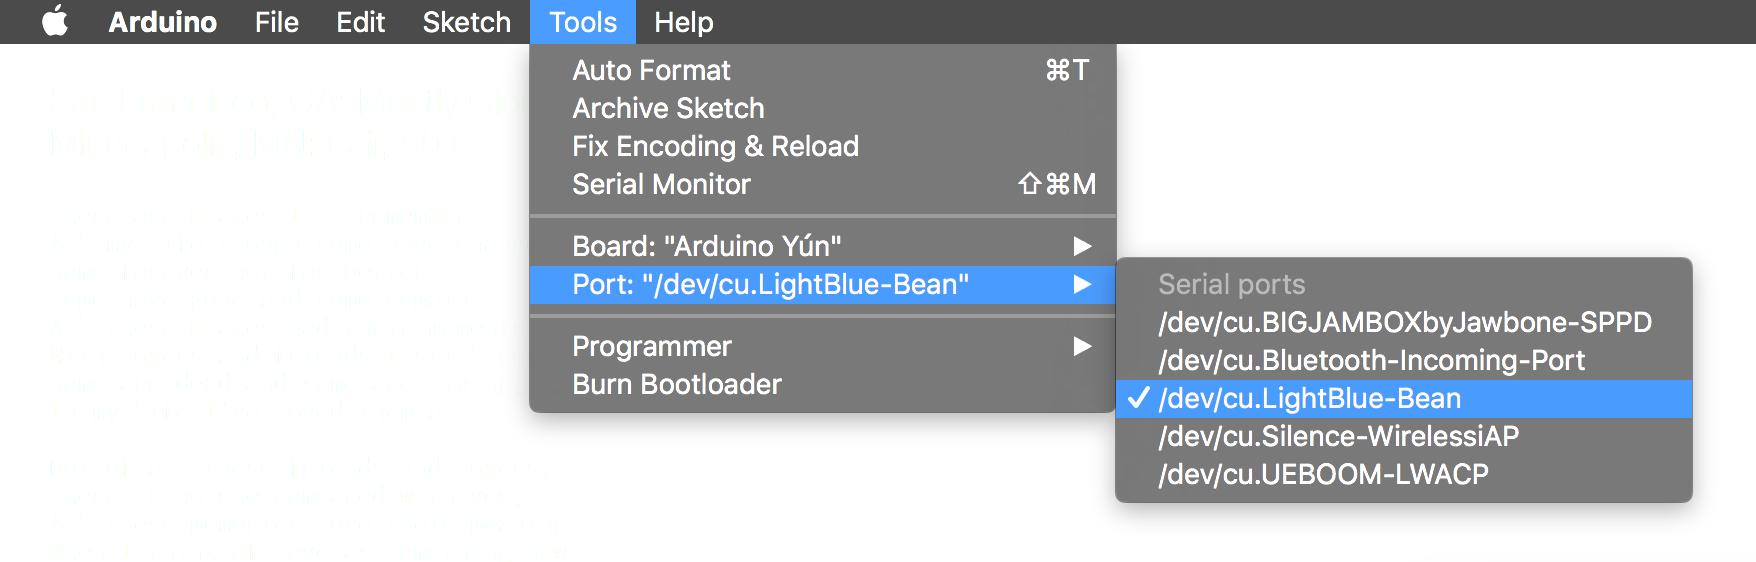 Arduino File Edit Sketch Tools Help
Auto Format ⌘T
Archive Sketch
Fix Encoding & Reload
Serial Monitor ⇧⌘M
Board: "Arduino Yún" ▶
Port: "/dev/cu.LightBlue-Bean" ▶
Programmer ▶
Burn Bootloader
Serial ports
/dev/cu.BIGJAMBOXbyJawbone-SPPD
/dev/cu.Bluetooth-Incoming-Port
✓ /dev/cu.LightBlue-Bean
/dev/cu.Silence-WirelessiAP
/dev/cu.UEBOOM-LWACP